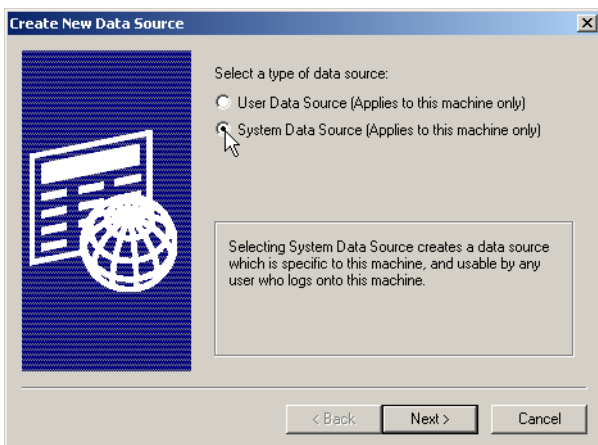 Create New Data Source
Select a type of data source:
User Data Source (Applies to this machine only)
System Data Source (Applies to this machine only)
Selecting System Data Source creates a data source
which is specific to this machine, and usable by any
user who logs onto this machine.
< Back
Next >
Cancel